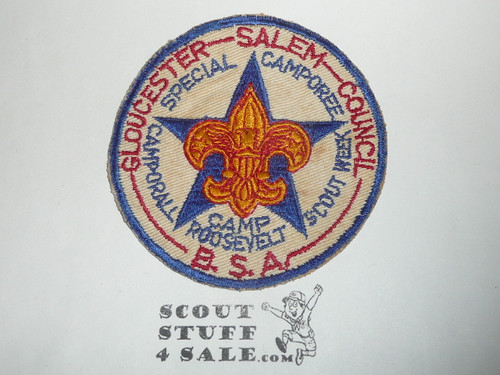 GLOUCESTER-SALEM-COUNCIL
SPECIAL CAMPOREE
CAMPORALL
SCOUT WEEK
CAMP
ROOSEVELT
B.S.A.
SCOUT
STUFF
4 SALE.com